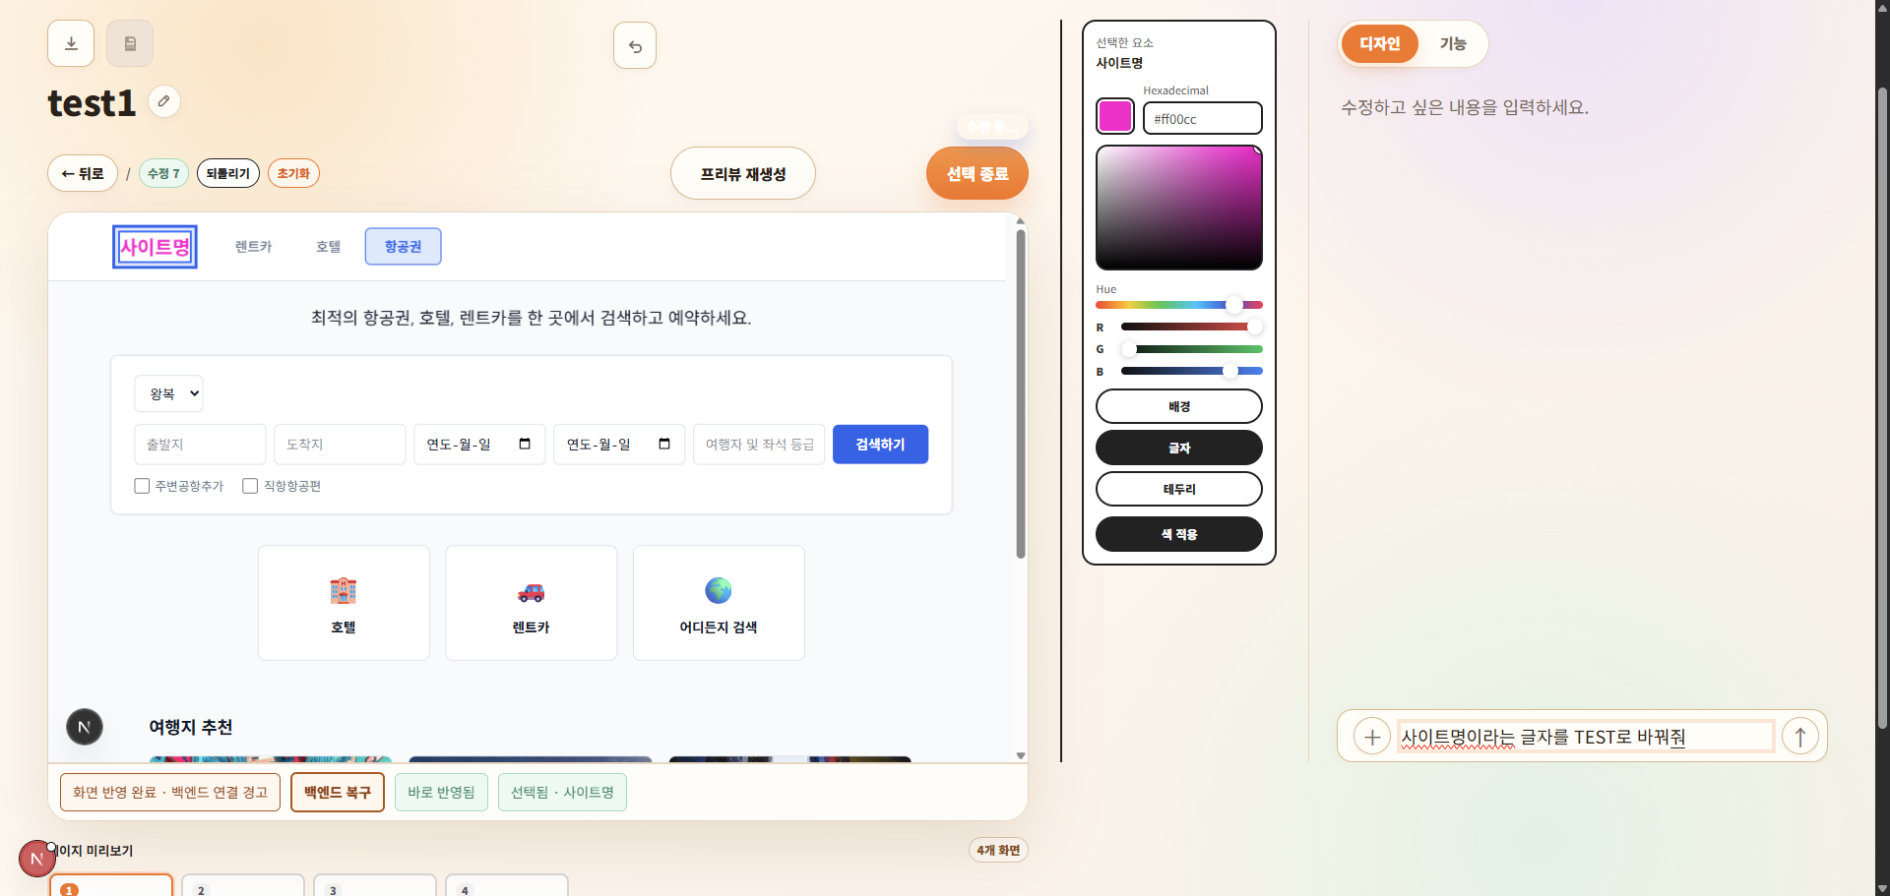 test1
← 뒤로 / 수정 7 되돌리기 초기화
프리뷰 재생성
수정 중...
선택 종료
사이트명 렌트카 호텔 항공권
최적의 항공권, 호텔, 렌트카를 한 곳에서 검색하고 예약하세요.
왕복
출발지 도착지 연도-월-일 연도-월-일 여행자 및 좌석 등급 검색하기
주변공항추가 직항항공편
호텔 렌트카 어디든지 검색
N
여행지 추천
화면 반영 완료 · 백엔드 연결 경고 백엔드 복구 바로 반영됨 선택됨 · 사이트명
N
이지 미리보기
4개 화면
1 2 3 4
선택한 요소
사이트명
Hexadecimal
#ff00cc
Hue
R
G
B
배경
글자
테두리
색 적용
디자인 기능
수정하고 싶은 내용을 입력하세요.
사이트명이라는 글자를 TEST로 바꿔줘